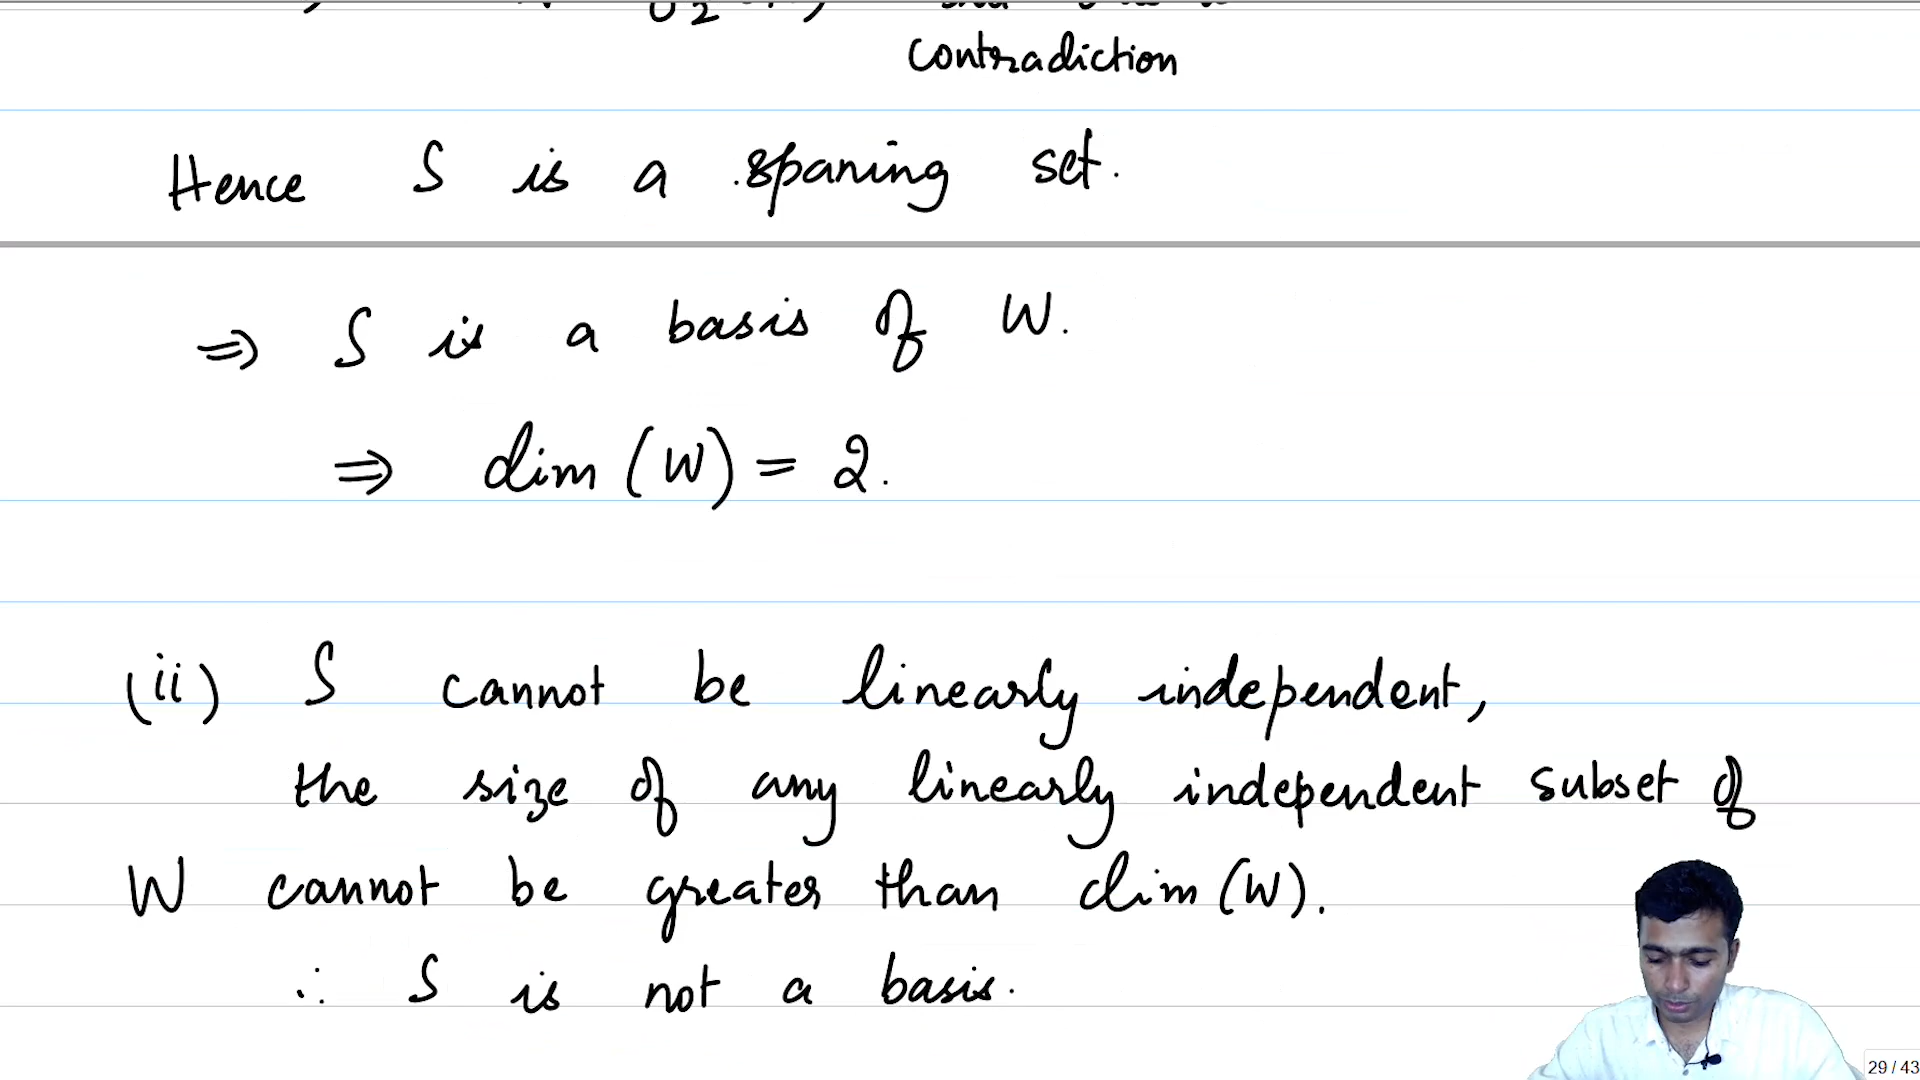 contradiction
Hence S is a spaning set.
⇒ S is a basis of W.
⇒ dim (W) = 2.
(ii) S cannot be linearly independent,
the size of any linearly independent subset of
W cannot be greater than dim (W).
∴ S is not a basis.
29 / 43